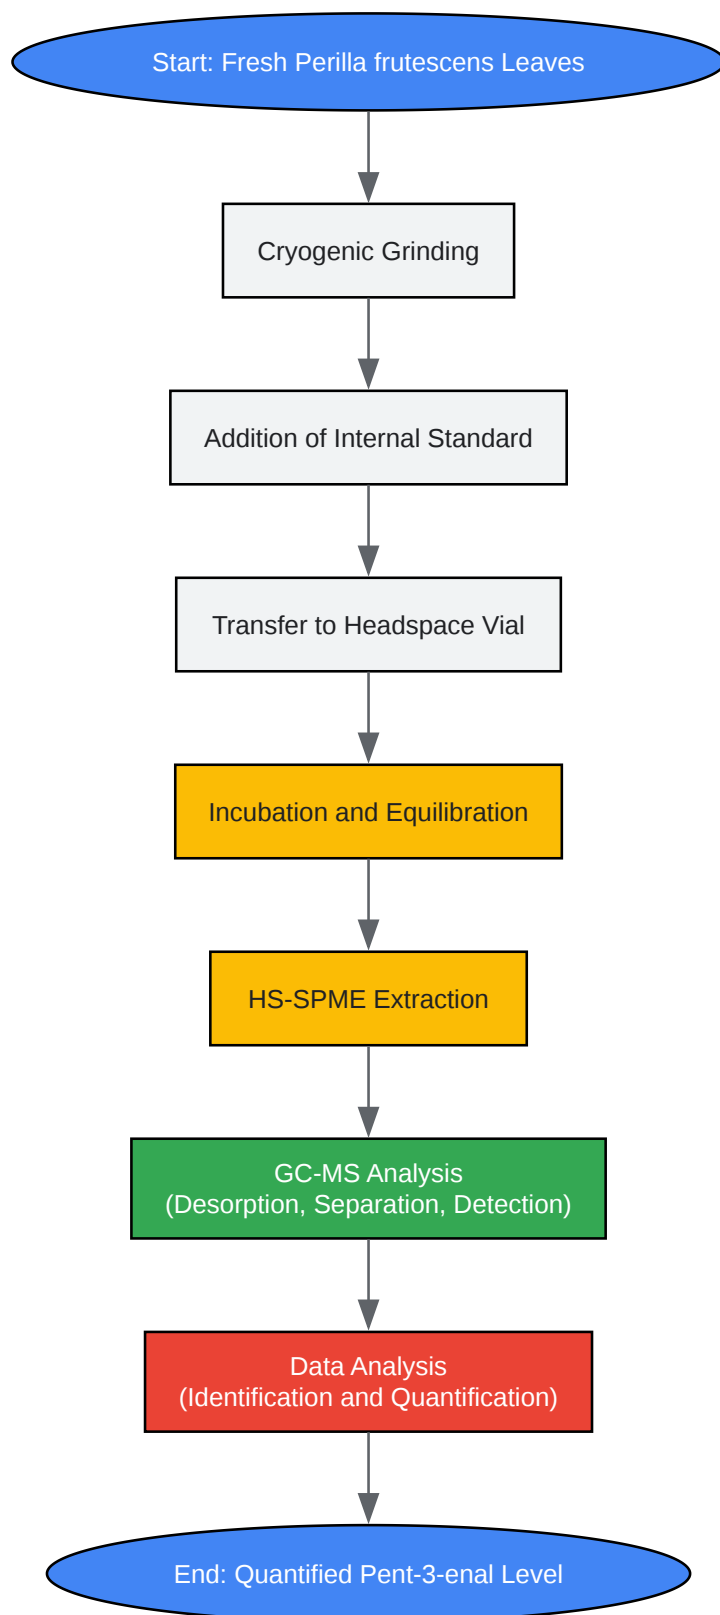 Start: Fresh Perilla frutescens Leaves
Cryogenic Grinding
Addition of Internal Standard
Transfer to Headspace Vial
Incubation and Equilibration
HS-SPME Extraction
GC-MS Analysis
(Desorption, Separation, Detection)
Data Analysis
(Identification and Quantification)
End: Quantified Pent-3-enal Level